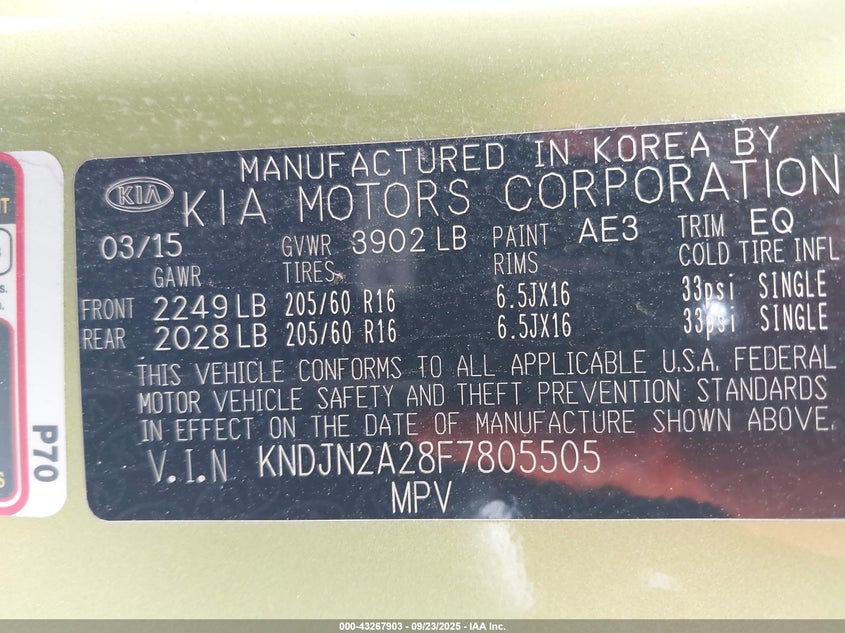 MANUFACTURED IN KOREA BY
KIA
KIA MOTORS CORPORATION
03/15 GVWR 3902 LB PAINT AE3 TRIM EQ
GAWR TIRES: RIMS COLD TIRE INFL
FRONT 2249 LB 205/60 R16 6.5JX16 33psi SINGLE
REAR 2028 LB 205/60 R16 6.5JX16 33psi SINGLE
THIS VEHICLE CONFORMS TO ALL APPLICABLE U.S.A. FEDERAL
MOTOR VEHICLE SAFETY AND THEFT PREVENTION STANDARDS
IN EFFECT ON THE DATE OF MANUFACTURE SHOWN ABOVE.
V.I.N KNDJN2A28F7805505
MPV
P70
000-43267903 - 09/23/2025 - IAA Inc.